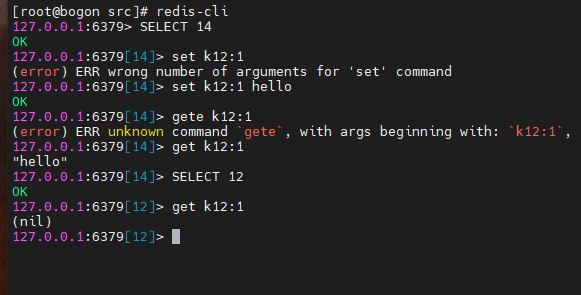 [root@bogon src]# redis-cli
127.0.0.1:6379> SELECT 14
OK
127.0.0.1:6379[14]> set k12:1
(error) ERR wrong number of arguments for 'set' command
127.0.0.1:6379[14]> set k12:1 hello
OK
127.0.0.1:6379[14]> gete k12:1
(error) ERR unknown command `gete`, with args beginning with: `k12:1`,
127.0.0.1:6379[14]> get k12:1
"hello"
127.0.0.1:6379[14]> SELECT 12
OK
127.0.0.1:6379[12]> get k12:1
(nil)
127.0.0.1:6379[12]>